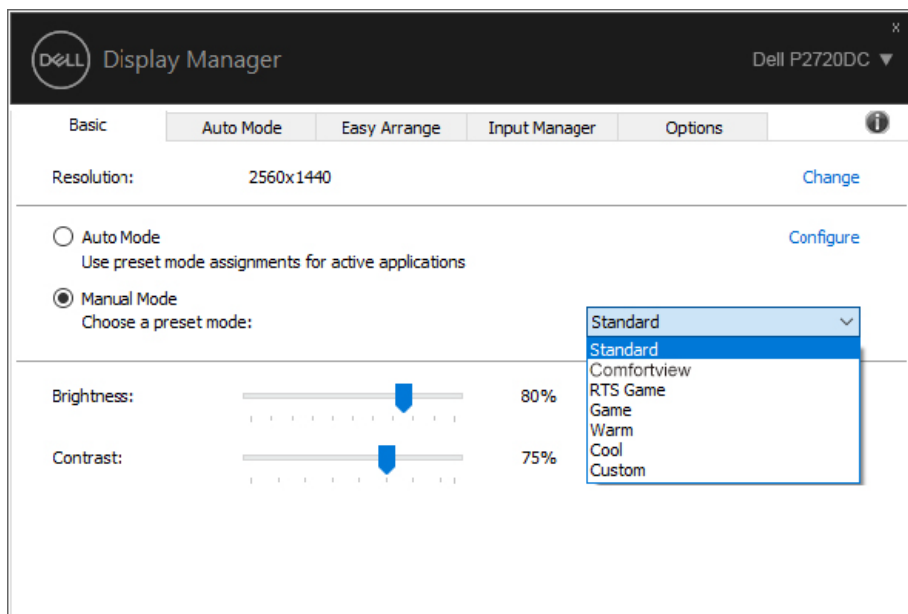 x
DELL Display Manager
Dell P2720DC ▼
Basic Auto Mode Easy Arrange Input Manager Options
Resolution: 2560x1440 Change
Auto Mode Configure
Use preset mode assignments for active applications
Manual Mode
Choose a preset mode: Standard
Standard
Comfortview
RTS Game
Game
Warm
Cool
Custom
Brightness: 80%
Contrast: 75%